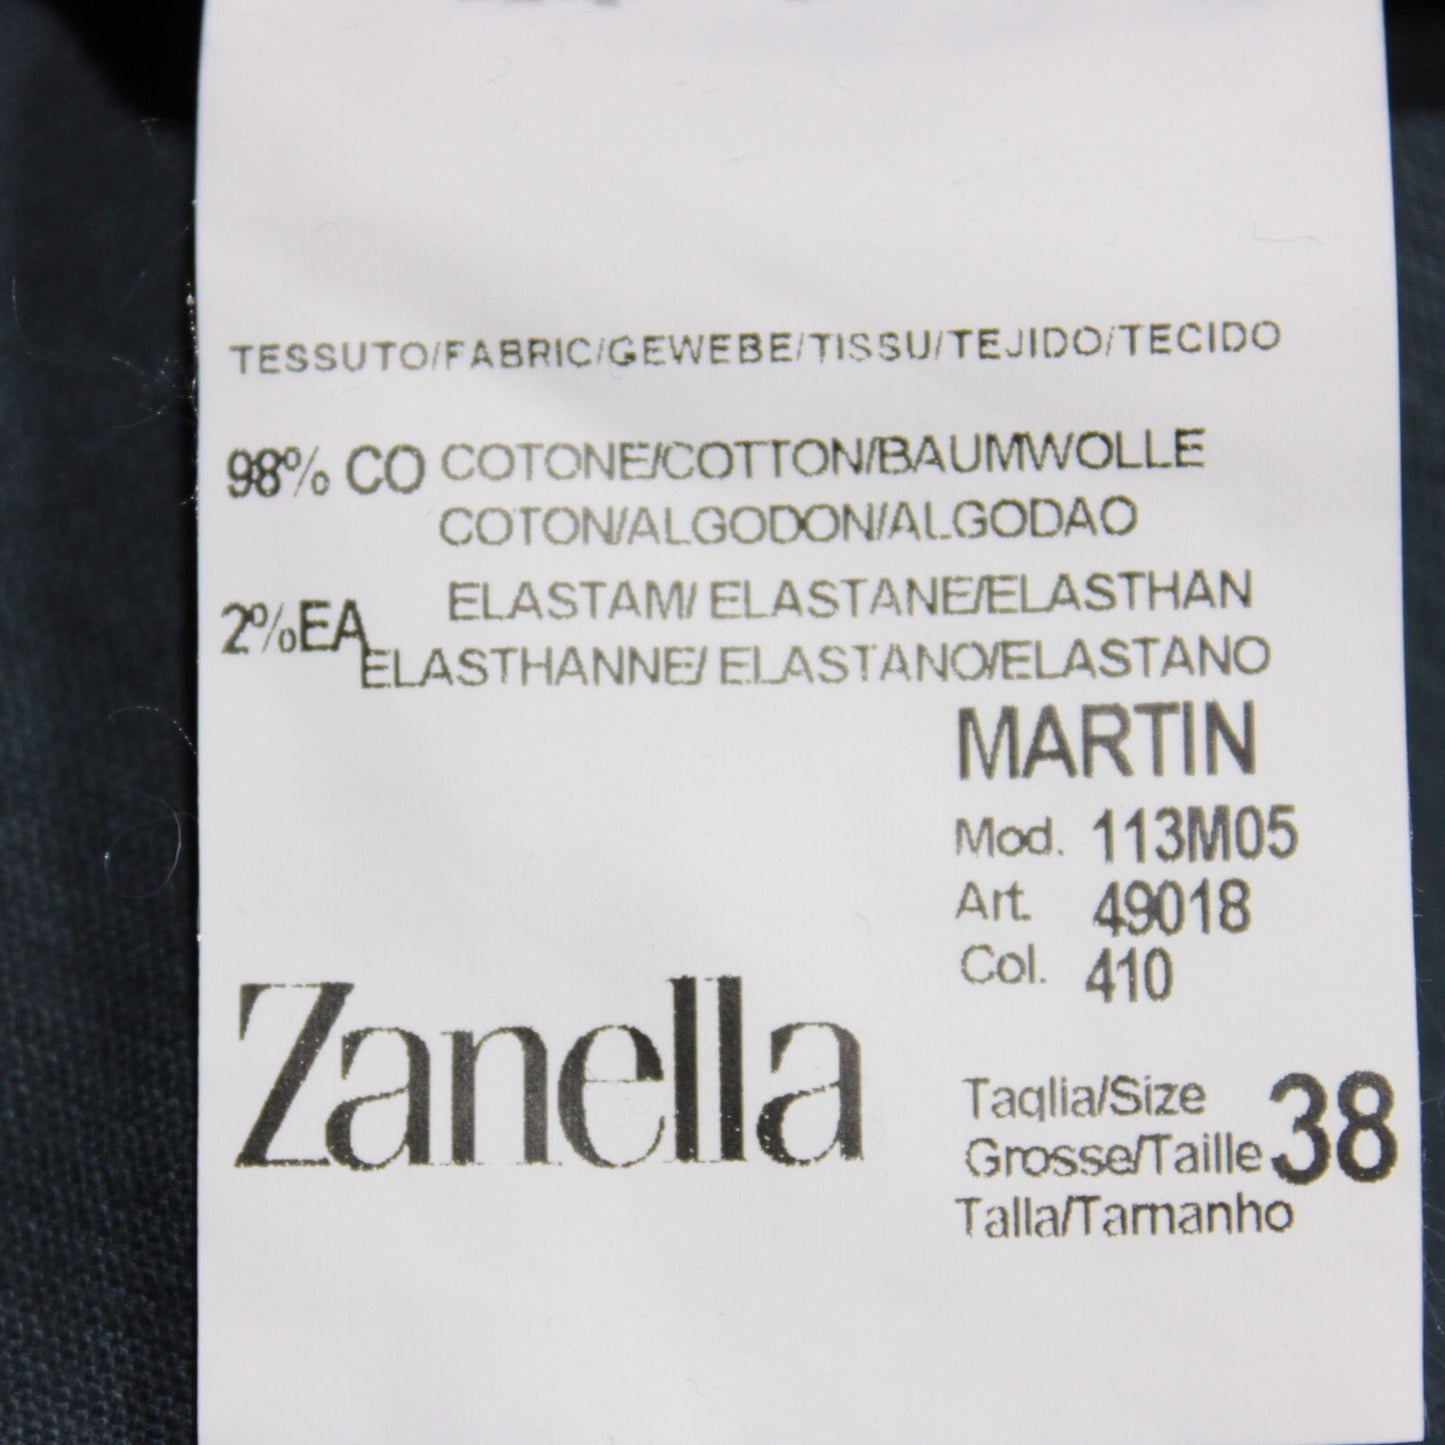 TESSUTO/FABRIC/GEWEBE/TISSU/TEJIDO/TECIDO
98% CO COTONE/COTTON/BAUMWOLLE
COTON/ALGODON/ALGODAO
2%EA ELASTAM/ ELASTANE/ELASTHAN
ELASTHANNE/ ELASTANO/ELASTANO
MARTIN
Mod. 113M05
Art. 49018
Col. 410
Zanella
Taglia/Size
Grosse/Taille 38
Talla/Tamanho